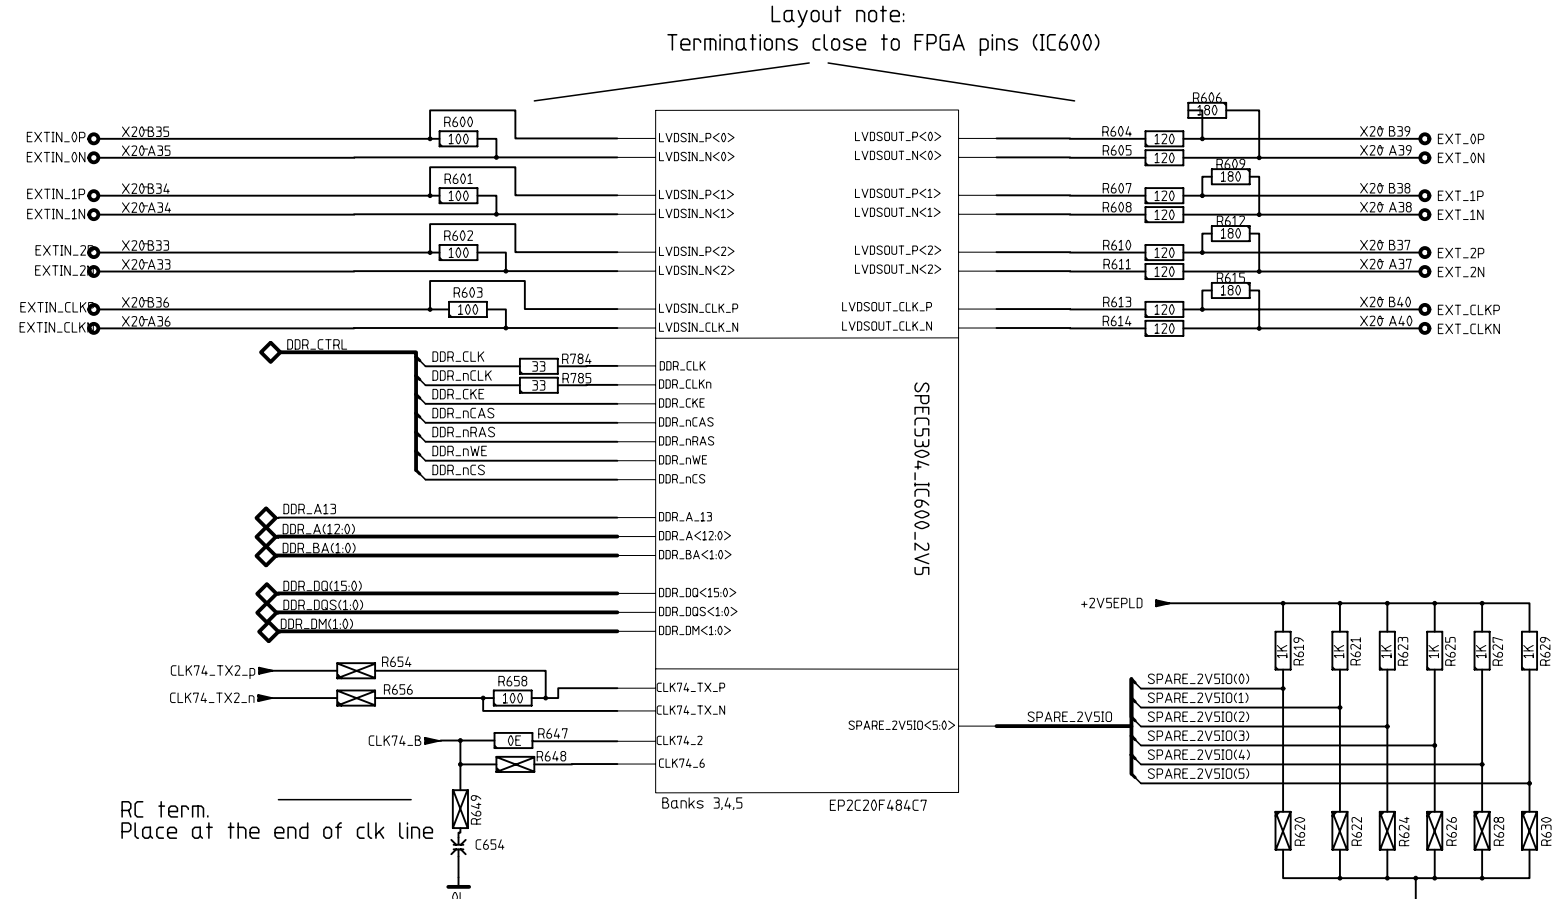 Layout note:
Terminations close to FPGA pins (IC600)
EXTIN_0P X20-B35 R600 100 LVDSIN_P<0> LVDSOUT_P<0> R604 120 R606 180 X20 B39 EXT_0P
EXTIN_0N X20-A35 LVDSIN_N<0> LVDSOUT_N<0> R605 120 X20 A39 EXT_0N
EXTIN_1P X20-B34 R601 100 LVDSIN_P<1> LVDSOUT_P<1> R607 120 R609 180 X20 B38 EXT_1P
EXTIN_1N X20-A34 LVDSIN_N<1> LVDSOUT_N<1> R608 120 X20 A38 EXT_1N
EXTIN_2P X20-B33 R602 100 LVDSIN_P<2> LVDSOUT_P<2> R610 120 R612 180 X20 B37 EXT_2P
EXTIN_2N X20-A33 LVDSIN_N<2> LVDSOUT_N<2> R611 120 X20 A37 EXT_2N
EXTIN_CLKP X20-B36 R603 100 LVDSIN_CLK_P LVDSOUT_CLK_P R613 120 R615 180 X20 B40 EXT_CLKP
EXTIN_CLKN X20-A36 LVDSIN_CLK_N LVDSOUT_CLK_N R614 120 X20 A40 EXT_CLKN
DDR_CTRL
DDR_CLK 33 R784 DDR_CLK
DDR_nCLK 33 R785 DDR_CLKn
DDR_CKE DDR_CKE
DDR_nCAS DDR_nCAS
DDR_nRAS DDR_nRAS
DDR_nWE DDR_nWE
DDR_nCS DDR_nCS
SPEC5304_IC600_2V5
DDR_A13 DDR_A_13
DDR_A(12:0) DDR_A<12:0>
DDR_BA(1:0) DDR_BA<1:0>
DDR_DQ(15:0) DDR_DQ<15:0>
DDR_DQS(1:0) DDR_DQS<1:0>
DDR_DM(1:0) DDR_DM<1:0>
CLK74_TX2_p R654
CLK74_TX2_n R656 R658 100 CLK74_TX_P
CLK74_TX_N
CLK74_B 0E R647 CLK74_2
R648 CLK74_6
R649
C654
RC term.
Place at the end of clk line
Banks 3,4,5 EP2C20F484C7
+2V5EPLD
1K R619 1K R621 1K R623 1K R625 1K R627 1K R629
SPARE_2V5IO<5:0> SPARE_2V5IO
SPARE_2V5IO(0)
SPARE_2V5IO(1)
SPARE_2V5IO(2)
SPARE_2V5IO(3)
SPARE_2V5IO(4)
SPARE_2V5IO(5)
R620 R622 R624 R626 R628 R630